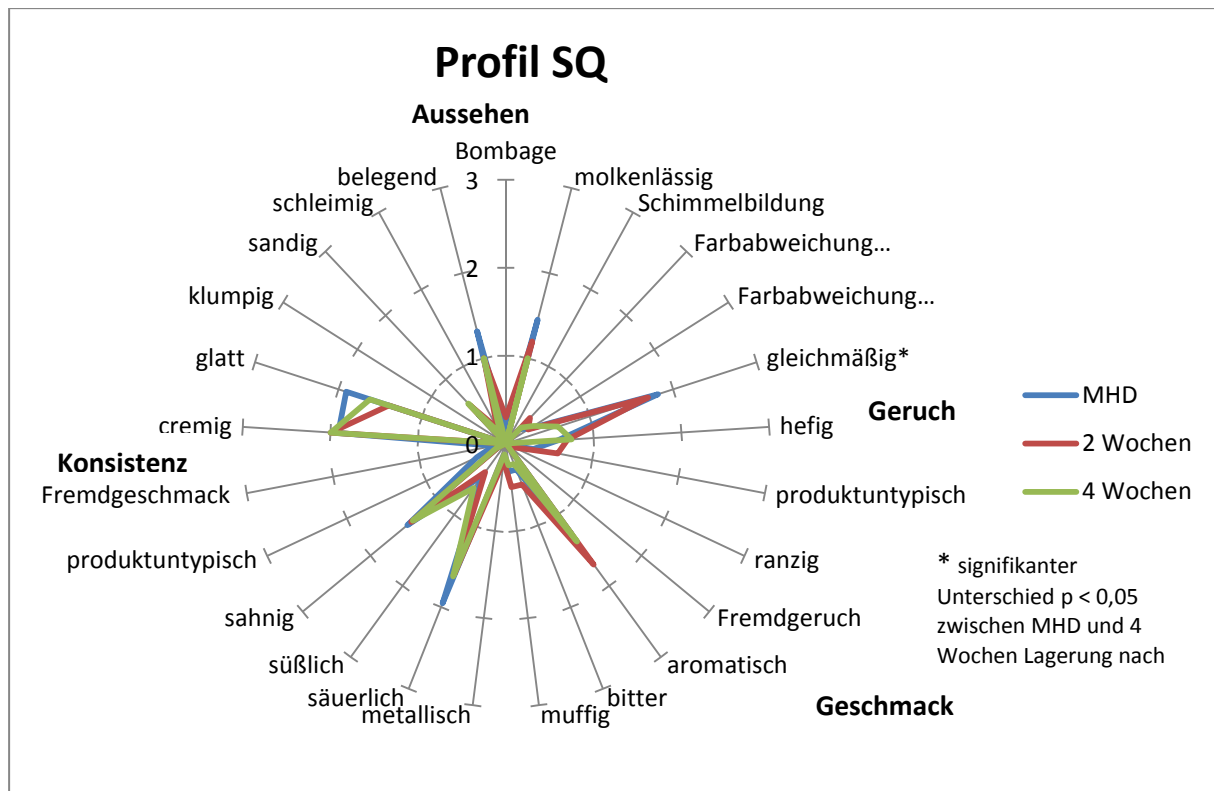 Profil SQ
Aussehen
Bombage
molkenlässig
Schimmelbildung
Farbabweichung...
Farbabweichung...
gleichmäßig*
Geruch
hefig
produktuntypisch
ranzig
Fremdgeruch
aromatisch
Geschmack
bitter
muffig
metallisch
säuerlich
süßlich
sahnig
produktuntypisch
Fremdgeschmack
Konsistenz
cremig
glatt
klumpig
sandig
schleimig
belegend
3
2
1
0
MHD
2 Wochen
4 Wochen
* signifikanter
Unterschied p < 0,05
zwischen MHD und 4
Wochen Lagerung nach